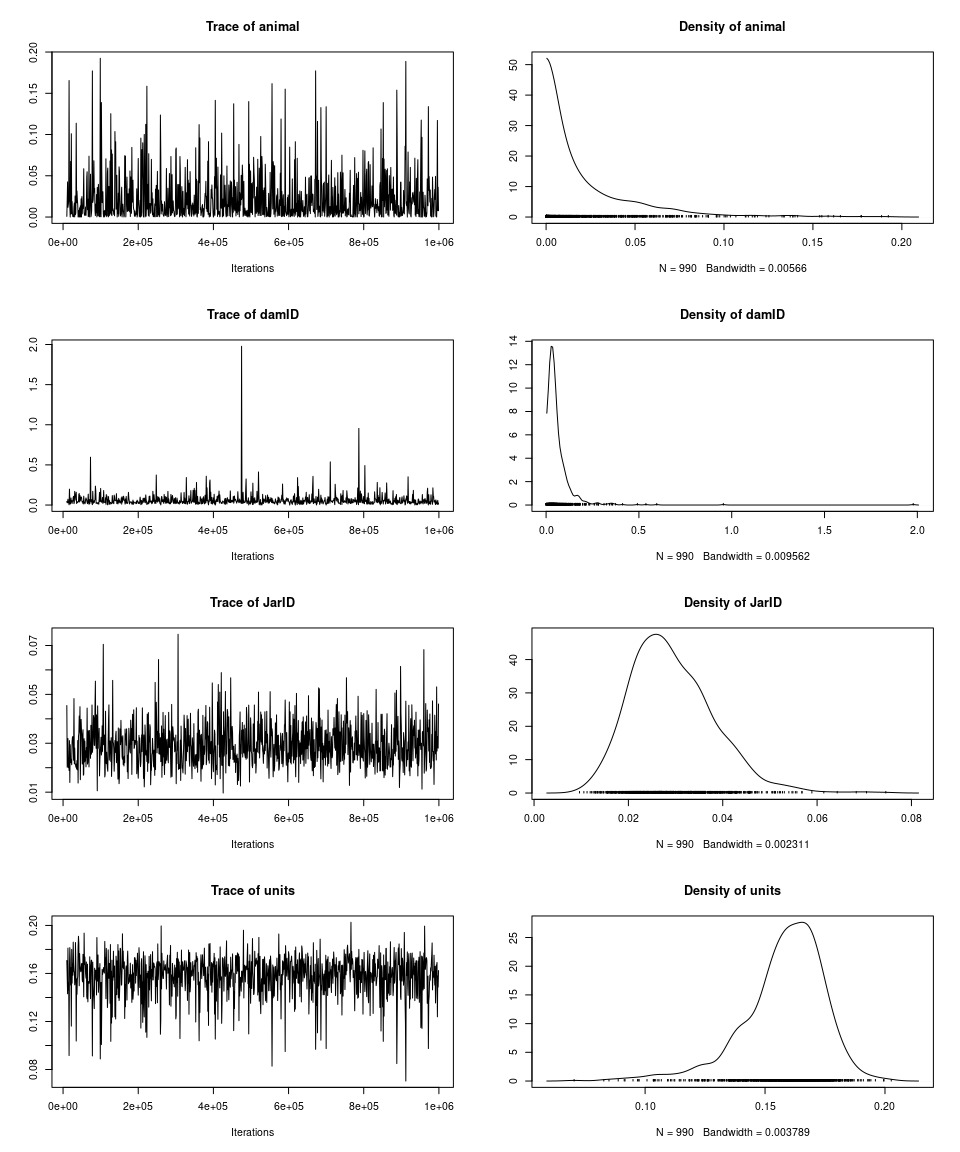 Trace of animal
0.00 0.05 0.10 0.15 0.20
0e+00 2e+05 4e+05 6e+05 8e+05 1e+06
Iterations
Density of animal
0 10 20 30 40 50
0.00 0.05 0.10 0.15 0.20
N = 990 Bandwidth = 0.00566
Trace of damID
0.0 0.5 1.0 1.5 2.0
0e+00 2e+05 4e+05 6e+05 8e+05 1e+06
Iterations
Density of damID
0 2 4 6 8 10 12 14
0.0 0.5 1.0 1.5 2.0
N = 990 Bandwidth = 0.009562
Trace of JarID
0.01 0.03 0.05 0.07
0e+00 2e+05 4e+05 6e+05 8e+05 1e+06
Iterations
Density of JarID
0 10 20 30 40
0.00 0.02 0.04 0.06 0.08
N = 990 Bandwidth = 0.002311
Trace of units
0.08 0.12 0.16 0.20
0e+00 2e+05 4e+05 6e+05 8e+05 1e+06
Iterations
Density of units
0 5 10 15 20 25
0.10 0.15 0.20
N = 990 Bandwidth = 0.003789